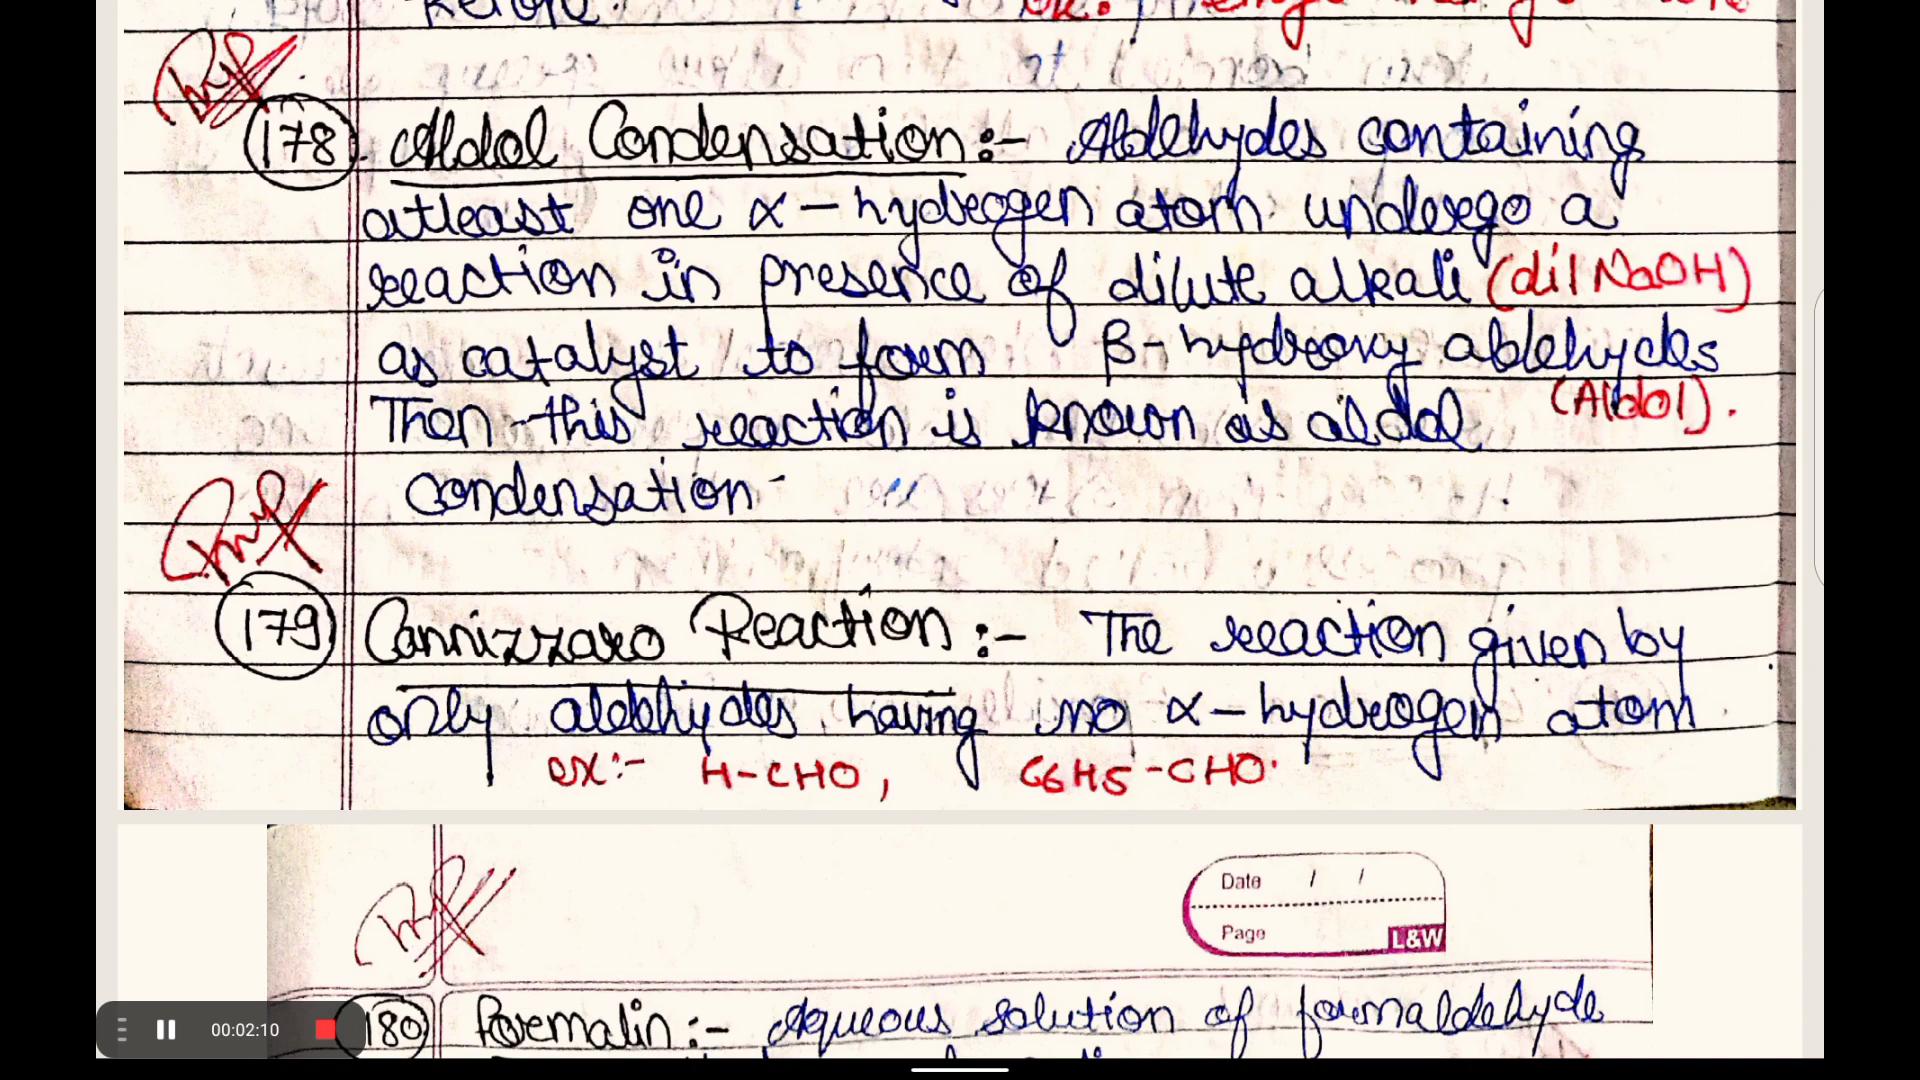 178. Aldol Condensation :- Aldehydes containing
atleast one α-hydrogen atom undergo a
reaction in presence of dilute alkali (dil NaOH)
as catalyst to form β-hydroxy aldehydes
(Aldol).
Then this reaction is known as aldol
condensation-
179 Cannizzaro Reaction :- The reaction given by
only aldehydes having no α-hydrogen atom
ex:- H-CHO, C6H5-CHO.
Date / /
Page
L&W
180 Formalin :- Aqueous solution of formaldehyde
00:02:10